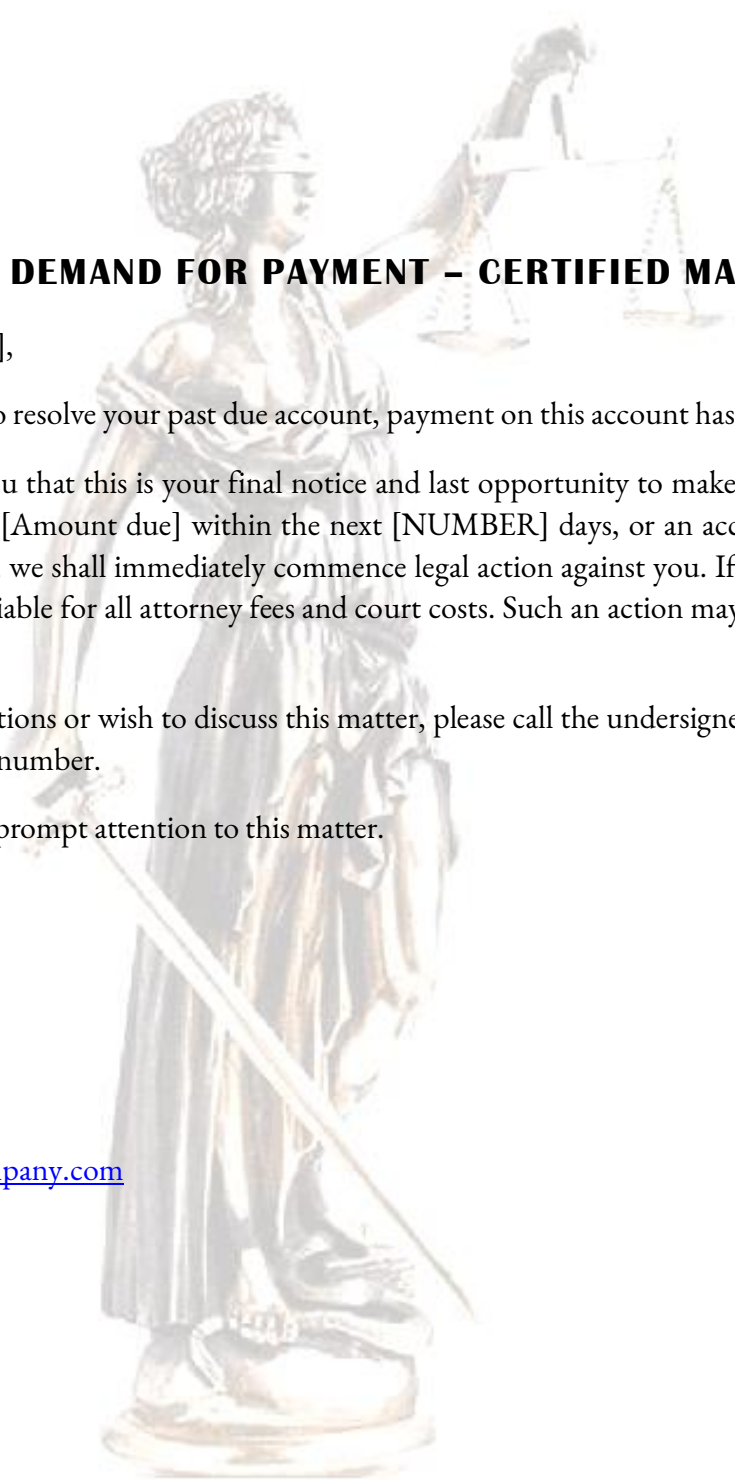 DEMAND FOR PAYMENT – CERTIFIED MA
],
o resolve your past due account, payment on this account has
u that this is your final notice and last opportunity to make
[Amount due] within the next [NUMBER] days, or an acc
we shall immediately commence legal action against you. If
iable for all attorney fees and court costs. Such an action may
tions or wish to discuss this matter, please call the undersigne
number.
prompt attention to this matter.
pany.com